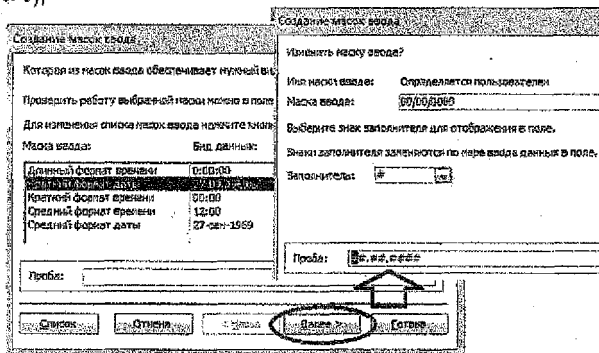 Создание масок ввода
Которая из масок ввода обеспечивает нужный вид
Проверить работу выбранной маски можно в поле
Для изменения списка масок ввода нажмите кнопку
Маска ввода: Вид данных:
Длинный формат времени 0:00:00
Краткий формат времени 00:00
Средний формат времени 12:00
Средний формат даты 27-сен-1969
Проба:
Список Отмена < Назад Далее > Готово
Создание масок ввода
Изменить маску ввода?
Имя маски ввода: Определяется пользователем
Маска ввода: 00/00/0000
Выберите знак заполнителя для отображения в поле.
Знаки заполнителя заменяются по мере ввода данных в поле.
Заполнитель: #
Проба: ##.##.####